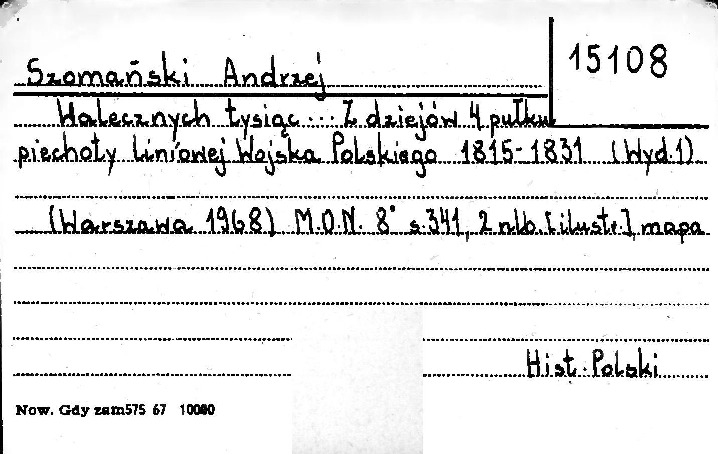 15108
Szomański Andrzej
Walecznych tysiąc... Z dziejów 4 pułku
piechoty liniowej Wojska Polskiego 1815-1831 (Wyd.1)
(Warszawa 1968) M.O.N. 8° s.341, 2 nlb. [ilustr.], mapa
Hist. Polski
Now. Gdy zam575 67 10000